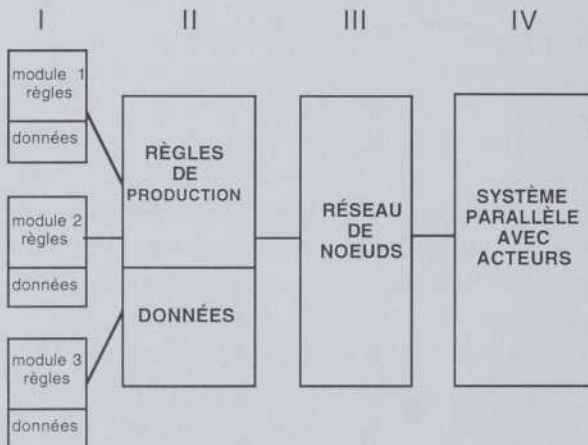 I II III IV
module 1
règles
données
module 2
règles
données
module 3
règles
données
RÈGLES
DE
PRODUCTION
DONNÉES
RÉSEAU
DE
NOEUDS
SYSTÈME
PARALLÈLE
AVEC
ACTEURS